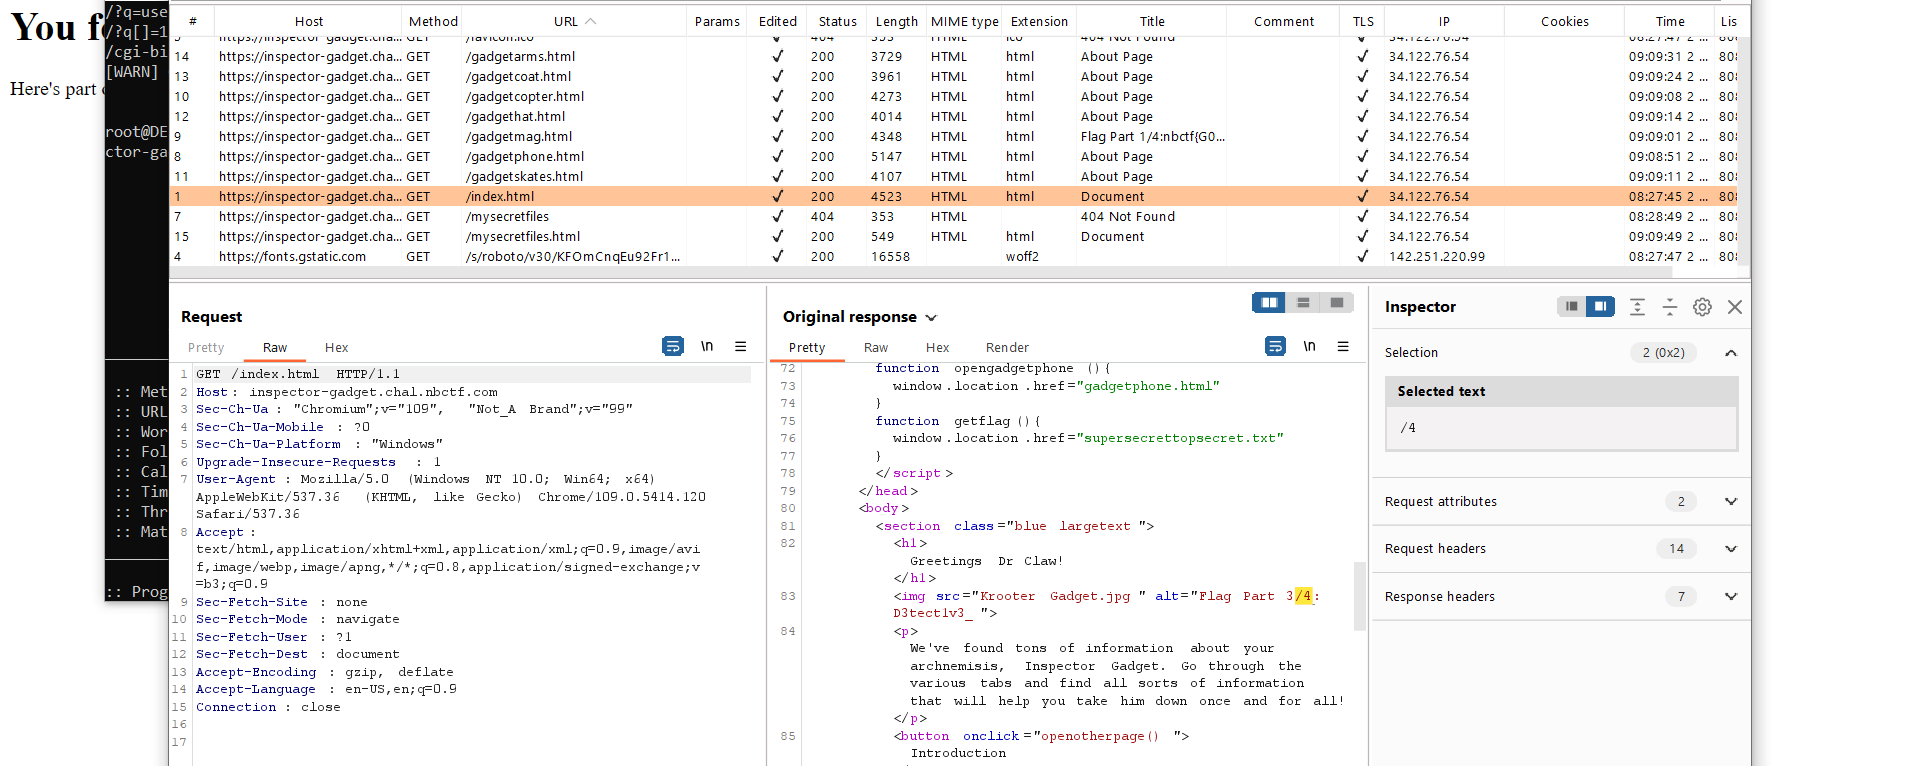 You f
Here's part
/?q=use
/?q[]=1
/cgi-bi
[WARN]
root@DE
ctor-ga
:: Met
:: URL
:: Wor
:: Fol
:: Cal
:: Tim
:: Thr
:: Mat
:: Prog
# Host Method URL Params Edited Status Length MIME type Extension Title Comment TLS IP Cookies Time Lis
14 https://inspector-gadget.cha... GET /gadgetarms.html ✓ 200 3729 HTML html About Page ✓ 34.122.76.54 09:09:31 2 ... 80
13 https://inspector-gadget.cha... GET /gadgetcoat.html ✓ 200 3961 HTML html About Page ✓ 34.122.76.54 09:09:24 2 ... 80
10 https://inspector-gadget.cha... GET /gadgetcopter.html ✓ 200 4273 HTML html About Page ✓ 34.122.76.54 09:09:08 2 ... 80
12 https://inspector-gadget.cha... GET /gadgethat.html ✓ 200 4014 HTML html About Page ✓ 34.122.76.54 09:09:14 2 ... 80
9 https://inspector-gadget.cha... GET /gadgetmag.html ✓ 200 4348 HTML html Flag Part 1/4:nbctf{G0... ✓ 34.122.76.54 09:09:01 2 ... 80
8 https://inspector-gadget.cha... GET /gadgetphone.html ✓ 200 5147 HTML html About Page ✓ 34.122.76.54 09:08:51 2 ... 80
11 https://inspector-gadget.cha... GET /gadgetskates.html ✓ 200 4107 HTML html About Page ✓ 34.122.76.54 09:09:11 2 ... 80
1 https://inspector-gadget.cha... GET /index.html ✓ 200 4523 HTML html Document ✓ 34.122.76.54 08:27:45 2 ... 80
7 https://inspector-gadget.cha... GET /mysecretfiles ✓ 404 353 HTML 404 Not Found ✓ 34.122.76.54 08:28:49 2 ... 80
15 https://inspector-gadget.cha... GET /mysecretfiles.html ✓ 200 549 HTML html Document ✓ 34.122.76.54 09:09:49 2 ... 80
4 https://fonts.gstatic.com GET /s/roboto/v30/KFOmCnqEu92Fr1... ✓ 200 16558 woff2 ✓ 142.251.220.99 08:27:47 2 ... 80
Request
Pretty Raw Hex \n
1 GET /index.html HTTP/1.1
2 Host: inspector-gadget.chal.nbctf.com
3 Sec-Ch-Ua: "Chromium";v="109", "Not_A Brand";v="99"
4 Sec-Ch-Ua-Mobile : ?0
5 Sec-Ch-Ua-Platform : "Windows"
6 Upgrade-Insecure-Requests : 1
7 User-Agent : Mozilla/5.0 (Windows NT 10.0; Win64; x64)
AppleWebKit/537.36 (KHTML, like Gecko) Chrome/109.0.5414.120
Safari/537.36
8 Accept :
text/html,application/xhtml+xml,application/xml;q=0.9,image/avi
f,image/webp,image/apng,*/*;q=0.8,application/signed-exchange;v
=b3;q=0.9
9 Sec-Fetch-Site : none
10 Sec-Fetch-Mode : navigate
11 Sec-Fetch-User : ?1
12 Sec-Fetch-Dest : document
13 Accept-Encoding : gzip, deflate
14 Accept-Language : en-US,en;q=0.9
15 Connection : close
16
17
Original response
Pretty Raw Hex Render \n
72 function opengadgetphone (){
73 window.location.href="gadgetphone.html"
74 }
75 function getflag (){
76 window.location.href="supersecrettopsecret.txt"
77 }
78 </script>
79 </head>
80 <body>
81 <section class="blue largetext ">
82 <h1>
Greetings Dr Claw!
</h1>
83 <img src="Krooter Gadget.jpg " alt="Flag Part 3/4:
D3tect1v3_ ">
84 <p>
We've found tons of information about your
archnemisis, Inspector Gadget. Go through the
various tabs and find all sorts of information
that will help you take him down once and for all!
</p>
85 <button onclick="openotherpage() ">
Introduction
Inspector
Selection 2 (0x2)
Selected text
/4
Request attributes 2
Request headers 14
Response headers 7